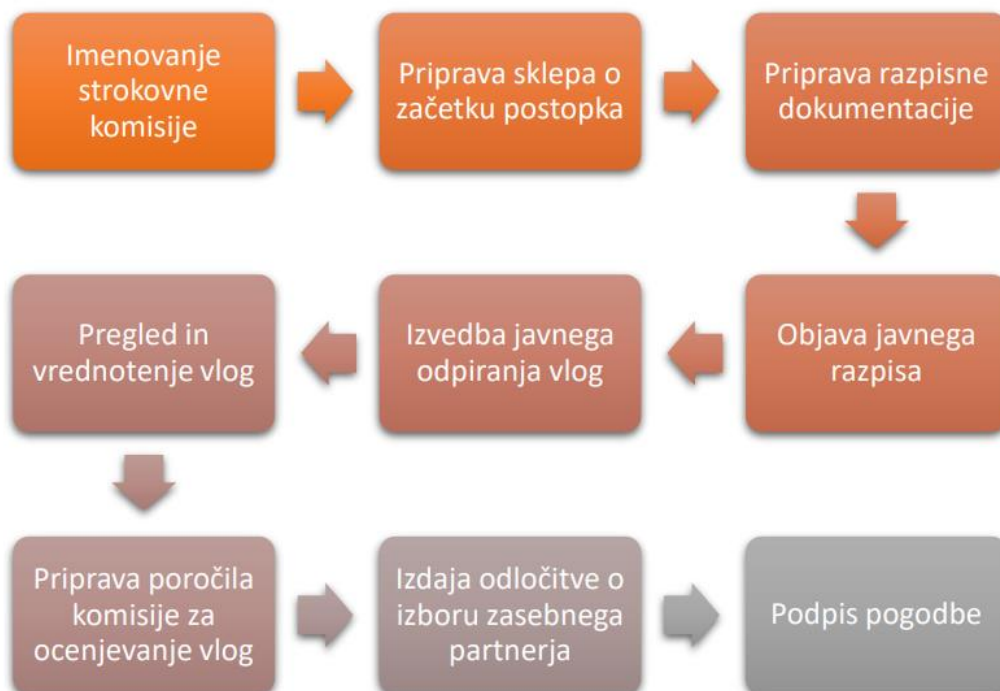 Imenovanje
strokovne
komisije
Priprava sklepa o
začetku postopka
Priprava razpisne
dokumentacije
Objava javnega
razpisa
Izvedba javnega
odpiranja vlog
Pregled in
vrednotenje vlog
Priprava poročila
komisije za
ocenjevanje vlog
Izdaja odločitve o
izboru zasebnega
partnerja
Podpis pogodbe